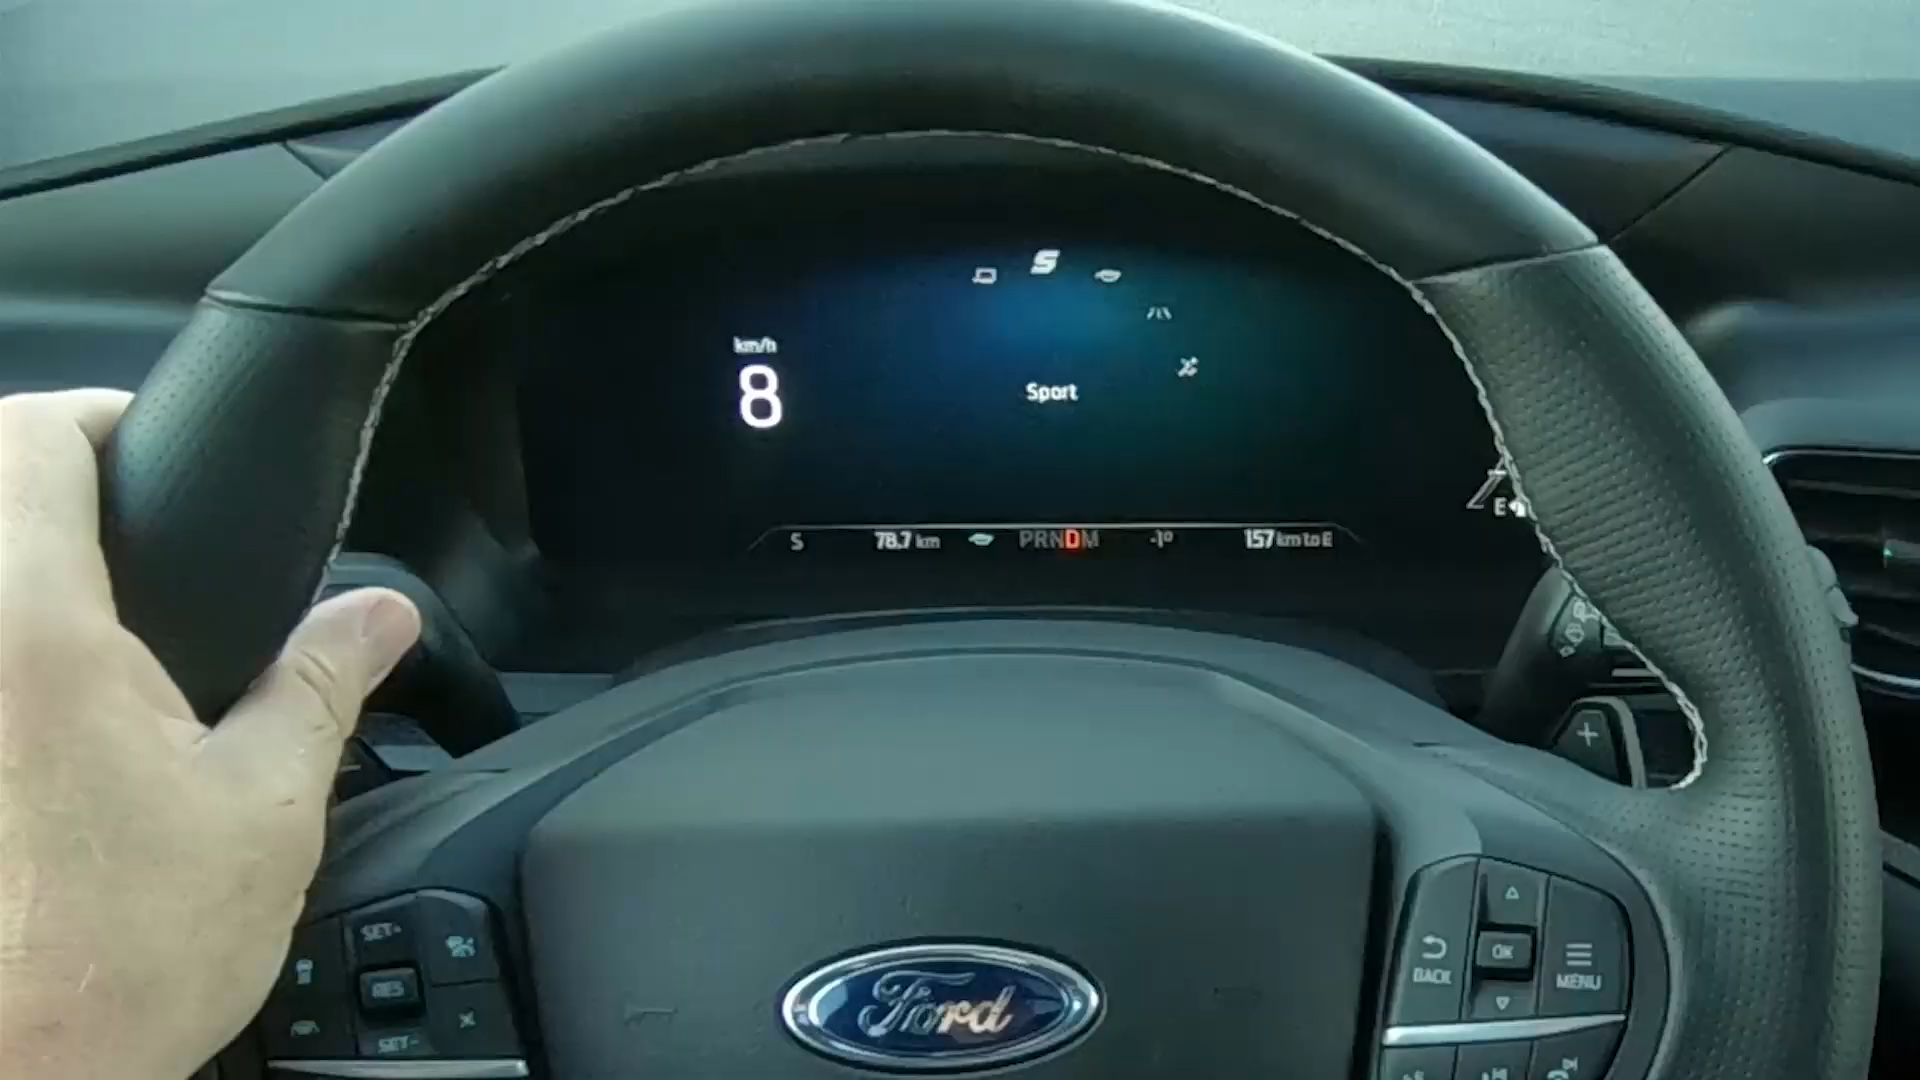 S
km/h
8
Sport
E
S 78.7 km PRNDM -1° 157 km to E
+
SET+
RES
SET-
BACK
OK
MENU
Ford